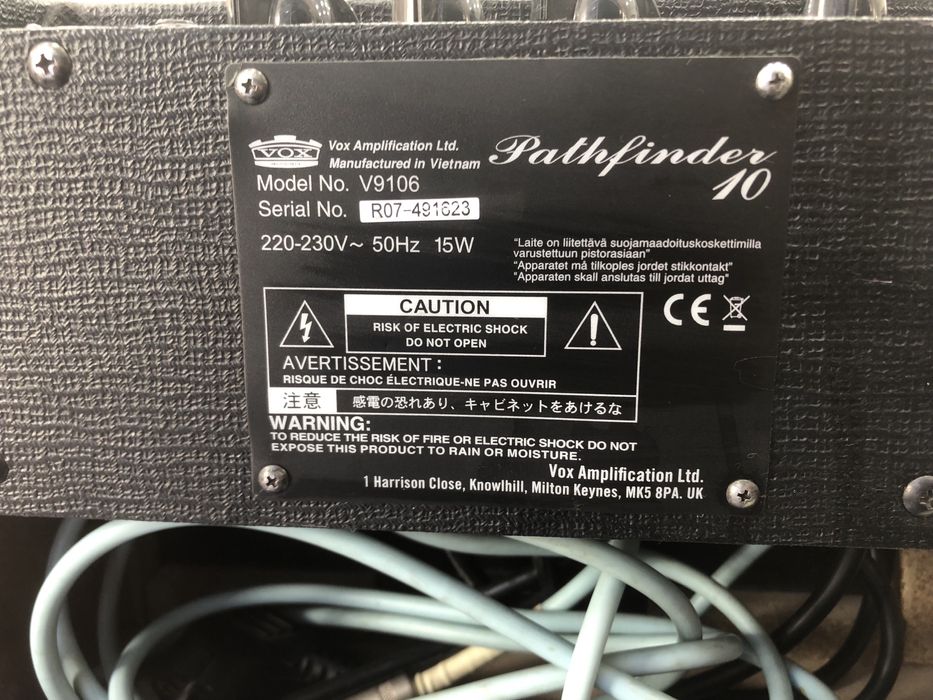 VOX
Vox Amplification Ltd.
Manufactured in Vietnam
Pathfinder
10
Model No. V9106
Serial No. R07-491623
220-230V~ 50Hz 15W
"Laite on liitettävä suojamaadoituskoskettimilla
varustettuun pistorasiaan"
"Apparatet må tilkoples jordet stikkontakt"
"Apparaten skall anslutas till jordat uttag"
CE
CAUTION
RISK OF ELECTRIC SHOCK
DO NOT OPEN
AVERTISSEMENT :
RISQUE DE CHOC ÉLECTRIQUE-NE PAS OUVRIR
注意 感電の恐れあり、キャビネットをあけるな
WARNING:
TO REDUCE THE RISK OF FIRE OR ELECTRIC SHOCK DO NOT
EXPOSE THIS PRODUCT TO RAIN OR MOISTURE.
Vox Amplification Ltd.
1 Harrison Close, Knowlhill, Milton Keynes, MK5 8PA. UK